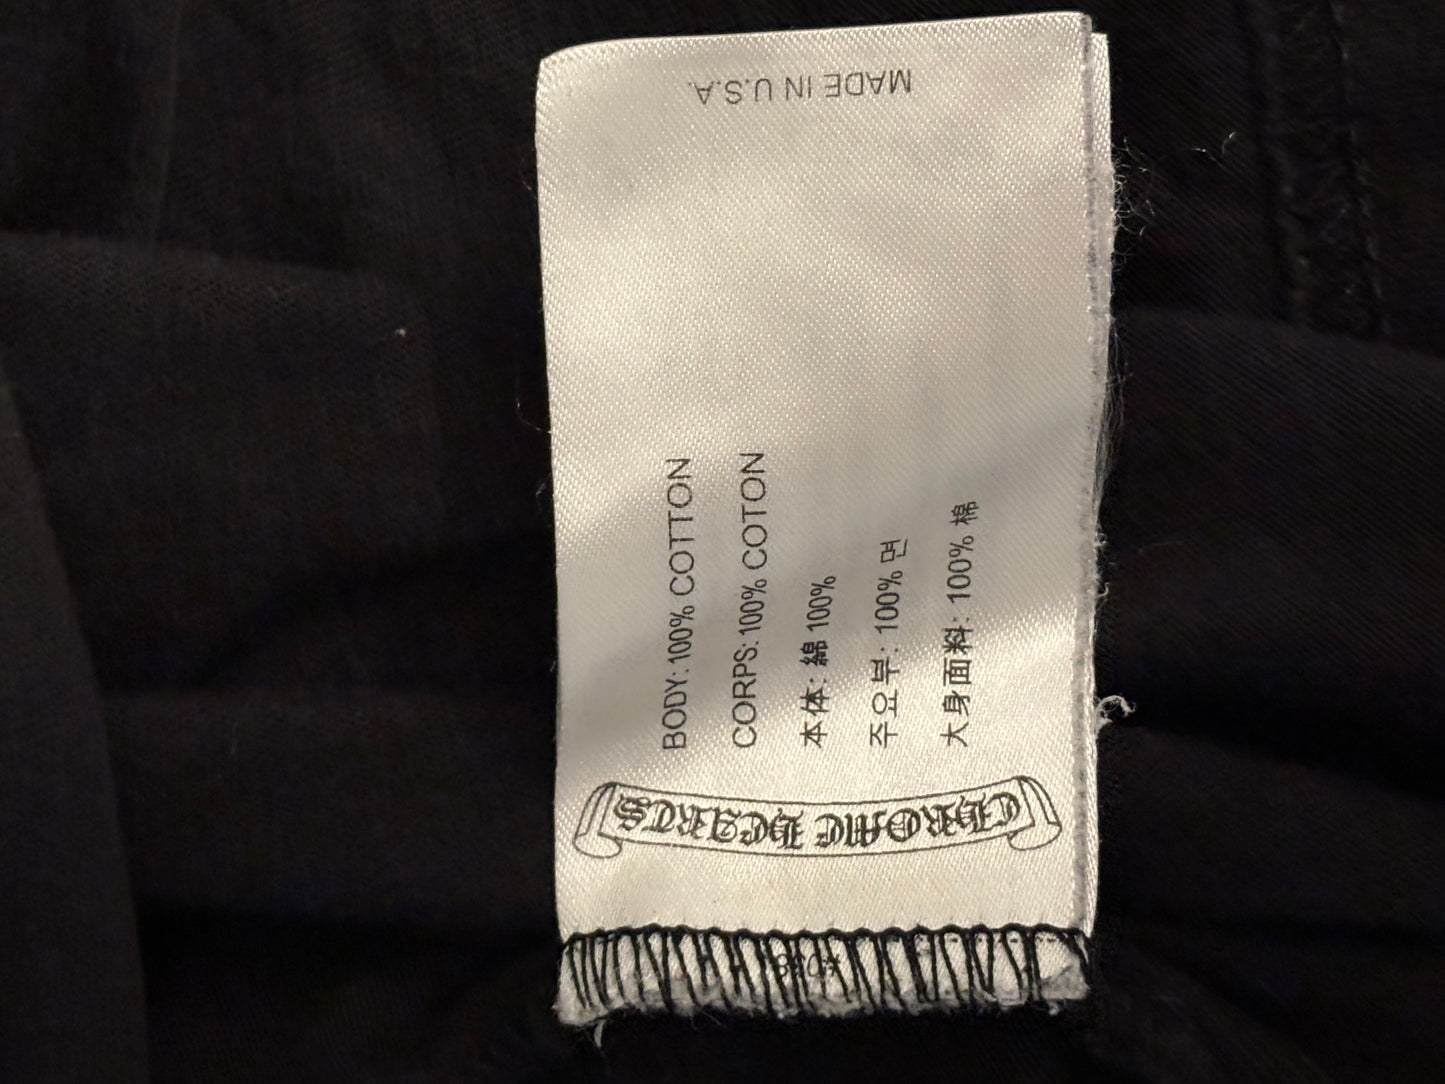 MADE IN U.S.A.
BODY: 100% COTTON
CORPS: 100% COTON
本体: 綿 100%
주요부: 100% 면
大身面料: 100% 棉
CHROME HEARTS